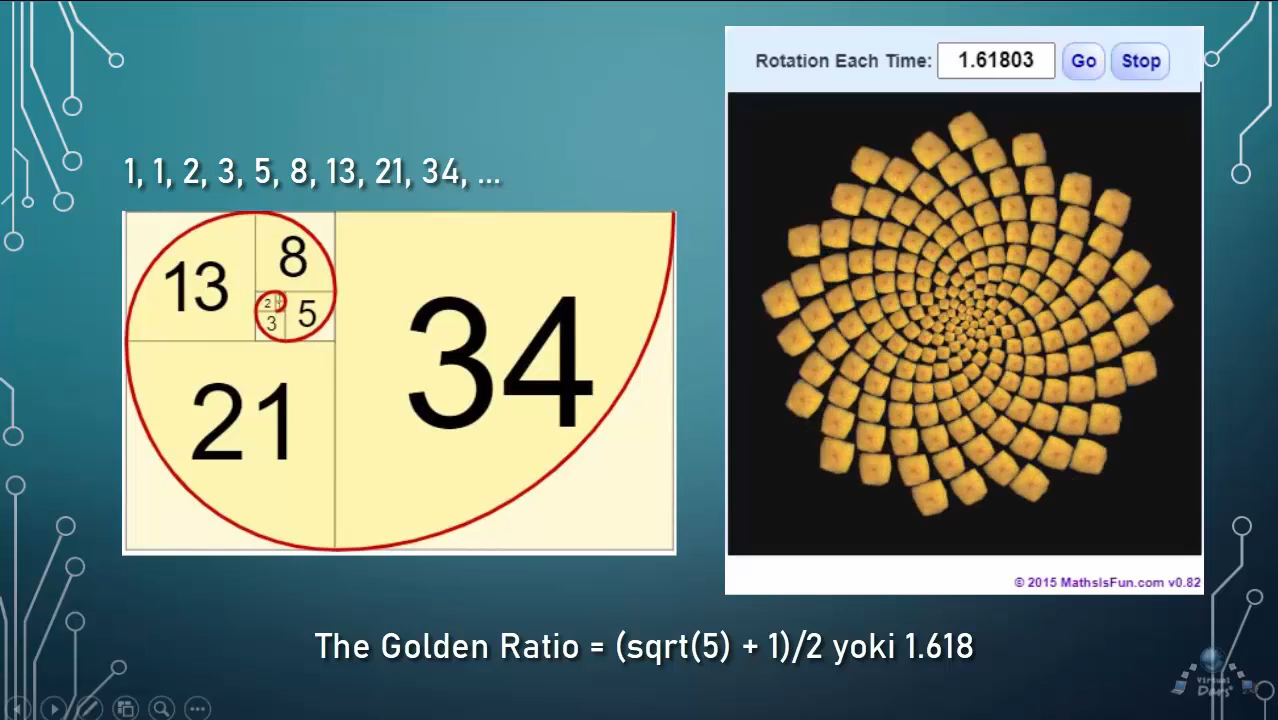 Rotation Each Time: 1.61803 Go Stop
1, 1, 2, 3, 5, 8, 13, 21, 34, ...
8
13
2
3
5
34
21
© 2015 MathsIsFun.com v0.82
The Golden Ratio = (sqrt(5) + 1)/2 yoki 1.618
Virtual
Dars